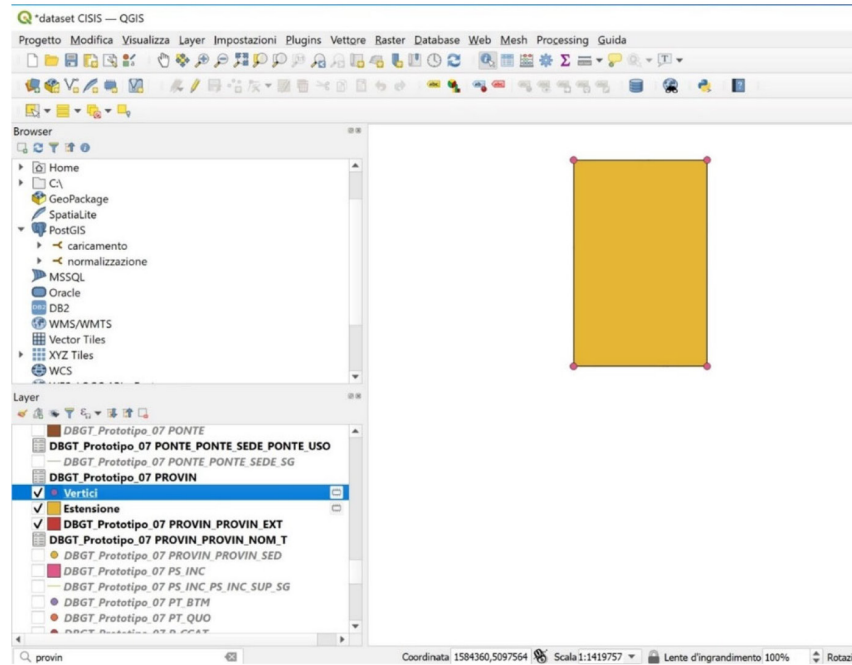 *dataset CISIS — QGIS
Progetto Modifica Visualizza Layer Impostazioni Plugins Vettore Raster Database Web Mesh Processing Guida
Browser
Home
C:\
GeoPackage
SpatiaLite
PostGIS
caricamento
normalizzazione
MSSQL
Oracle
DB2
WMS/WMTS
Vector Tiles
XYZ Tiles
WCS
Layer
DBGT_Prototipo_07 PONTE
DBGT_Prototipo_07 PONTE_PONTE_SEDE_PONTE_USO
DBGT_Prototipo_07 PONTE_PONTE_SEDE_SG
DBGT_Prototipo_07 PROVIN
Vertici
Estensione
DBGT_Prototipo_07 PROVIN_PROVIN_EXT
DBGT_Prototipo_07 PROVIN_PROVIN_NOM_T
DBGT_Prototipo_07 PROVIN_PROVIN_SED
DBGT_Prototipo_07 PS_INC
DBGT_Prototipo_07 PS_INC_PS_INC_SUP_SG
DBGT_Prototipo_07 PT_BTM
DBGT_Prototipo_07 PT_QUO
provin Coordinata 1584360,5097564 Scala 1:1419757 Lente d'ingrandimento 100% Rotazi